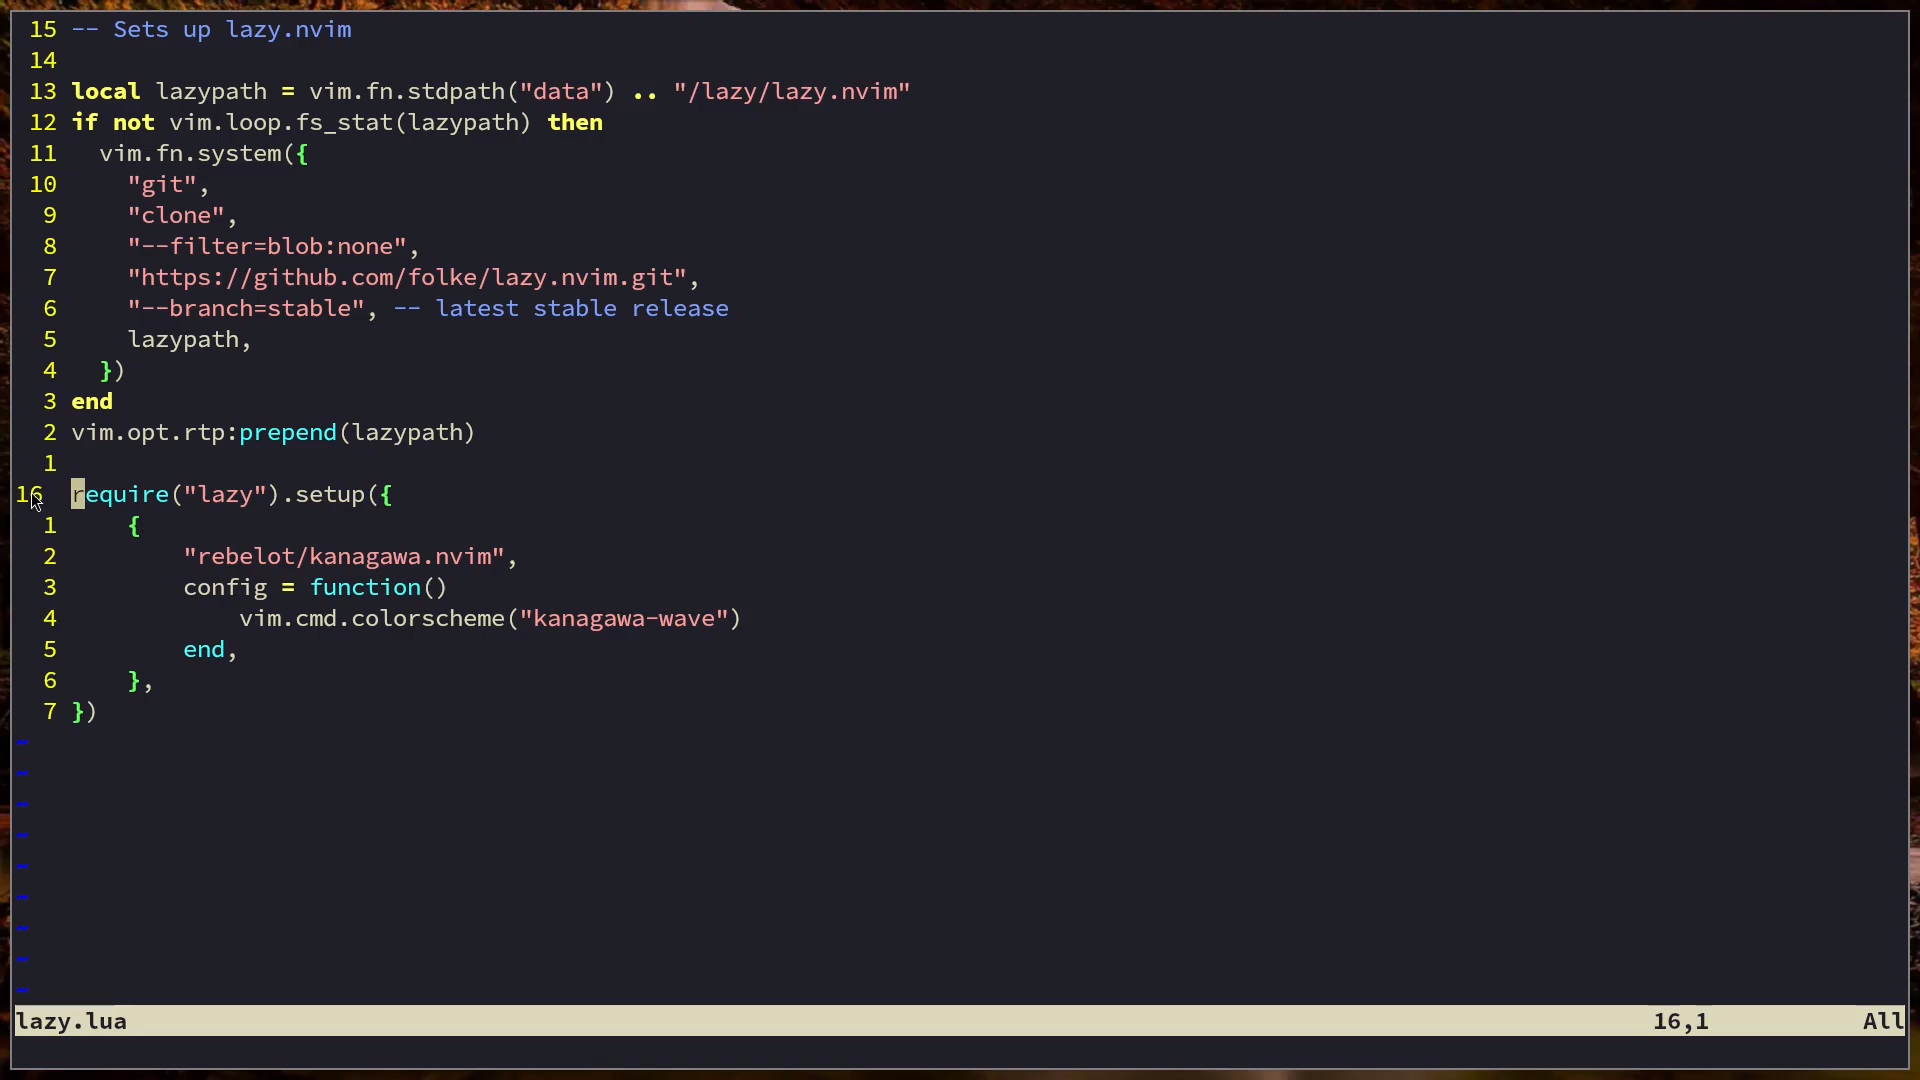 15 -- Sets up lazy.nvim
14
13 local lazypath = vim.fn.stdpath("data") .. "/lazy/lazy.nvim"
12 if not vim.loop.fs_stat(lazypath) then
11   vim.fn.system({
10     "git",
 9     "clone",
 8     "--filter=blob:none",
 7     "https://github.com/folke/lazy.nvim.git",
 6     "--branch=stable", -- latest stable release
 5     lazypath,
 4   })
 3 end
 2 vim.opt.rtp:prepend(lazypath)
 1
16  require("lazy").setup({
 1     {
 2         "rebelot/kanagawa.nvim",
 3         config = function()
 4             vim.cmd.colorscheme("kanagawa-wave")
 5         end,
 6     },
 7 })
~
~
~
~
~
~
~
~
~
lazy.lua 16,1 All